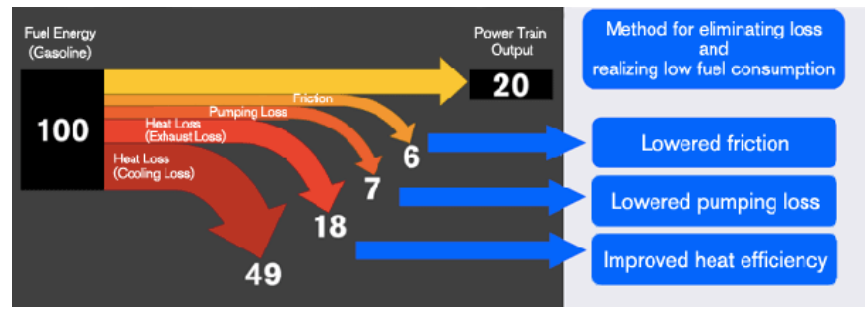 Fuel Energy
(Gasoline)
100
Power Train
Output
20
Friction
Pumping Loss
Heat Loss
(Exhaust Loss)
Heat Loss
(Cooling Loss)
6
7
18
49
Method for eliminating loss
and
realizing low fuel consumption
Lowered friction
Lowered pumping loss
Improved heat efficiency